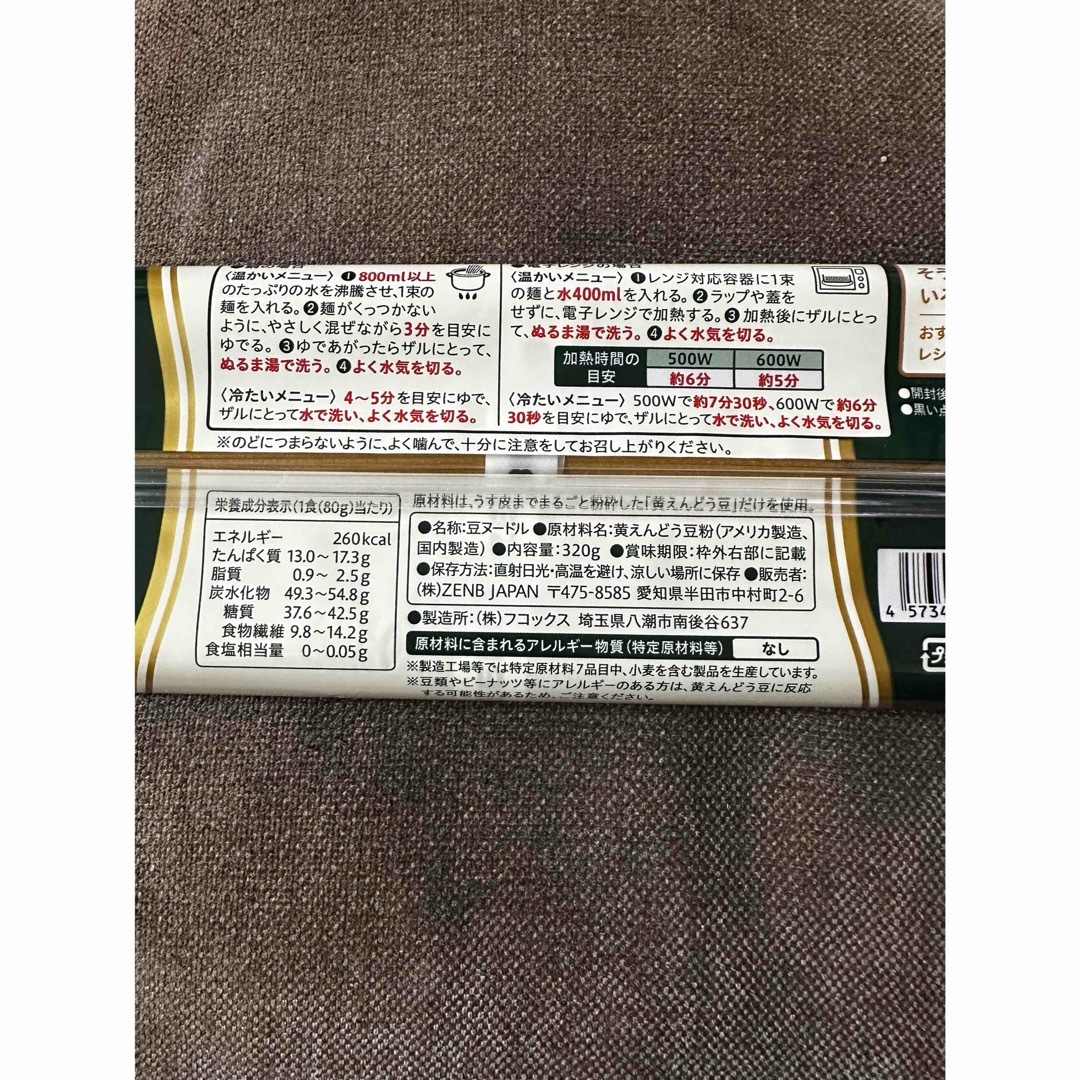 〈温かいメニュー〉❶800ml以上
のたっぷりの水を沸騰させ、1束の
麺を入れる。❷麺がくっつかない
ように、やさしく混ぜながら3分を目安に
ゆでる。❸ゆであがったらザルにとって、
ぬるま湯で洗う。❹よく水気を切る。
〈冷たいメニュー〉4〜5分を目安にゆで、
ザルにとって水で洗い、よく水気を切る。
電子レンジの場合
〈温かいメニュー〉❶レンジ対応容器に1束
の麺と水400mlを入れる。❷ラップや蓋を
せずに、電子レンジで加熱する。❸加熱後にザルにとっ
て、ぬるま湯で洗う。❹よく水気を切る。
加熱時間の目安 500W 600W
約6分 約5分
〈冷たいメニュー〉500Wで約7分30秒、600Wで約6分
30秒を目安にゆで、ザルにとって水で洗い、よく水気を切る。
※のどにつまらないように、よく噛んで、十分に注意をしてお召し上がりください。
そ
い
おす
レシ
●開封後
●黒い点
栄養成分表示(1食(80g)当たり)
エネルギー 260kcal
たんぱく質 13.0〜17.3g
脂質 0.9〜2.5g
炭水化物 49.3〜54.8g
糖質 37.6〜42.5g
食物繊維 9.8〜14.2g
食塩相当量 0〜0.05g
原材料は、うす皮までまるごと粉砕した「黄えんどう豆」だけを使用。
●名称:豆ヌードル ●原材料名:黄えんどう豆粉(アメリカ製造、
国内製造) ●内容量:320g ●賞味期限:枠外右部に記載
●保存方法:直射日光・高温を避け、涼しい場所に保存 ●販売者:
(株)ZENB JAPAN 〒475-8585 愛知県半田市中村町2-6
●製造所:(株)フコックス 埼玉県八潮市南後谷637
原材料に含まれるアレルギー物質(特定原材料等) なし
※製造工場等では特定原材料7品目中、小麦を含む製品を生産しています。
※豆類やピーナッツ等にアレルギーのある方は、黄えんどう豆に反応
する可能性があるため、ご注意ください。
4 5734
プラ